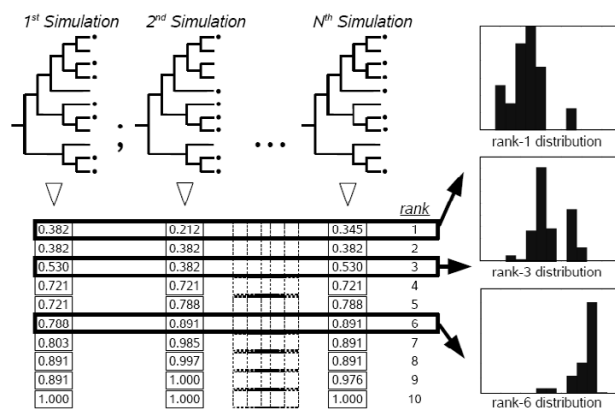 1st Simulation 2nd Simulation Nth Simulation
; ...
rank-1 distribution
rank
0.382 0.212 0.345 1
0.382 0.382 0.382 2
0.530 0.382 0.530 3
rank-3 distribution
0.721 0.721 0.721 4
0.721 0.788 0.788 5
0.788 0.891 0.891 6
0.803 0.985 0.891 7
0.891 0.997 0.891 8
0.891 1.000 0.976 9
1.000 1.000 1.000 10
rank-6 distribution